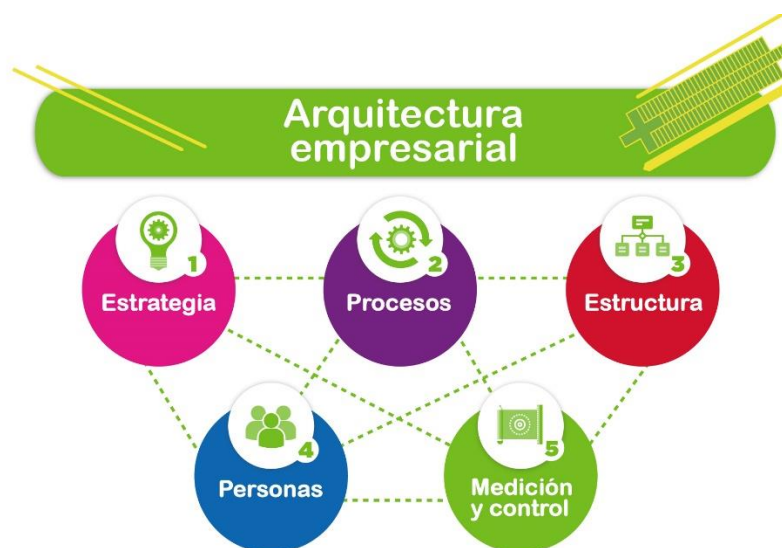 Arquitectura
empresarial
1
2
3
Estrategia
Procesos
Estructura
4
5
Personas
Medición
y control